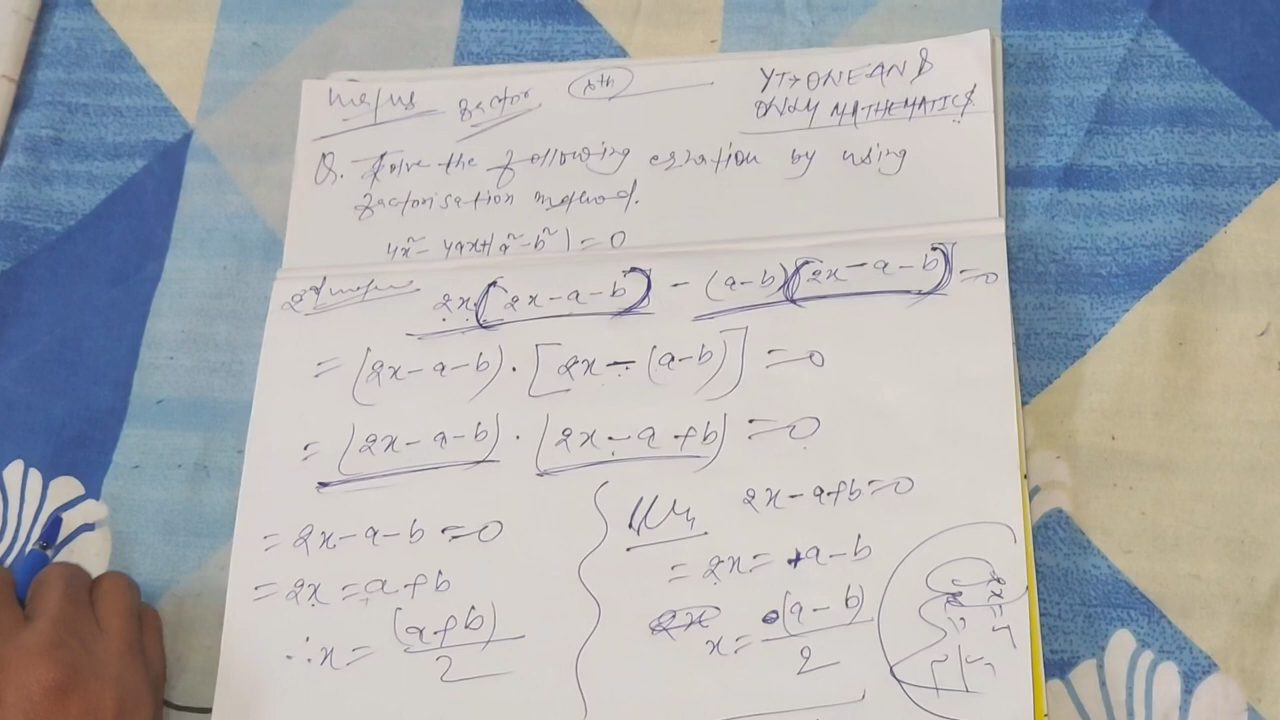 factor
YT→ONE AND
ONLY MATHEMATICS
Q. Solve the following equation by using
factorisation method.
4x²- 4ax+(a²-b²)=0
2x(2x-a-b) - (a-b)(2x-a-b)=0
= (2x-a-b)·[2x-(a-b)]=0
= (2x-a-b)·(2x-a+b)=0
= 2x-a-b=0
= 2x=a+b
∴x= (a+b)/2
2x-a+b=0
= 2x= +a-b
x= (a-b)/2